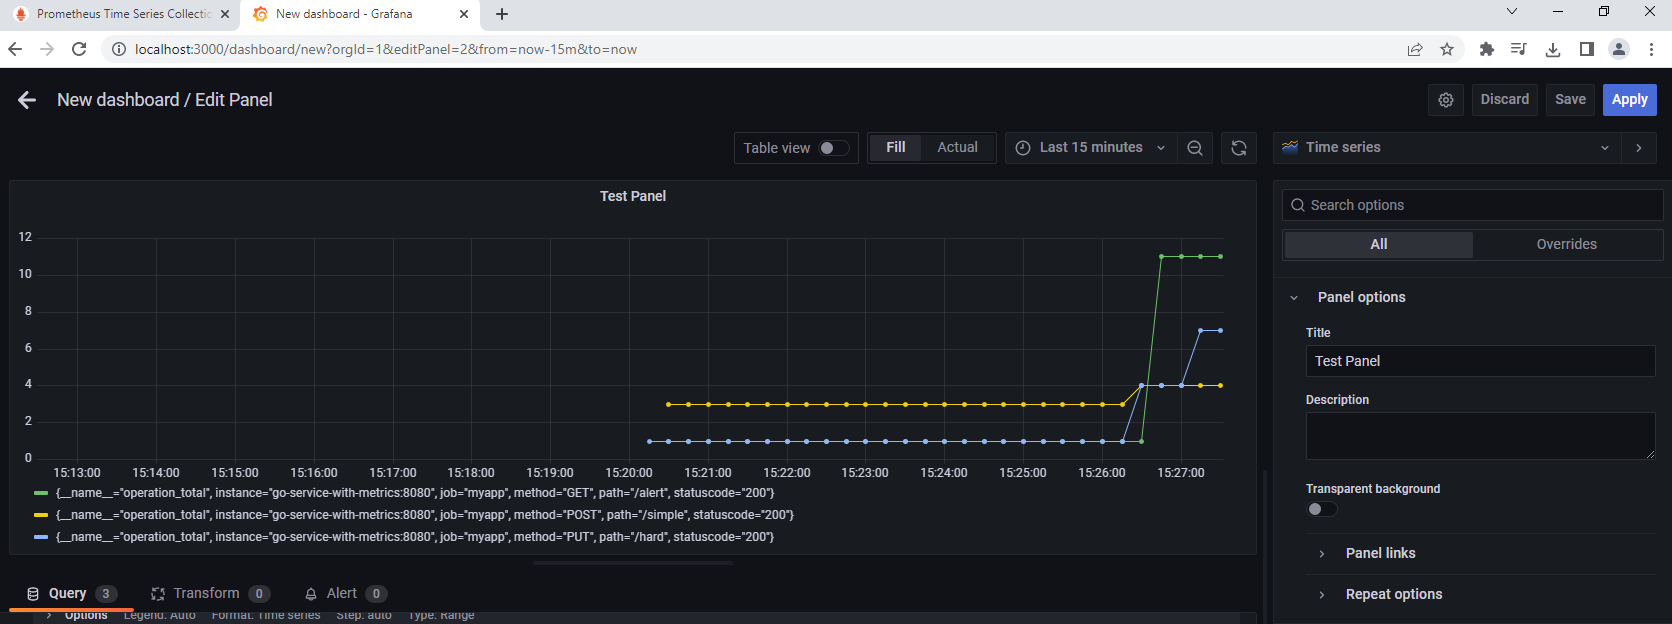 Prometheus Time Series Collectio
New dashboard - Grafana
localhost:3000/dashboard/new?orgId=1&editPanel=2&from=now-15m&to=now
New dashboard / Edit Panel
Discard
Save
Apply
Table view
Fill
Actual
Last 15 minutes
Time series
Test Panel
12
10
8
6
4
2
0
15:13:00 15:14:00 15:15:00 15:16:00 15:17:00 15:18:00 15:19:00 15:20:00 15:21:00 15:22:00 15:23:00 15:24:00 15:25:00 15:26:00 15:27:00
{__name__="operation_total", instance="go-service-with-metrics:8080", job="myapp", method="GET", path="/alert", statuscode="200"}
{__name__="operation_total", instance="go-service-with-metrics:8080", job="myapp", method="POST", path="/simple", statuscode="200"}
{__name__="operation_total", instance="go-service-with-metrics:8080", job="myapp", method="PUT", path="/hard", statuscode="200"}
Query 3
Transform 0
Alert 0
Options Legend: Auto Format: Time series Step: auto Type: Range
Search options
All
Overrides
Panel options
Title
Test Panel
Description
Transparent background
Panel links
Repeat options